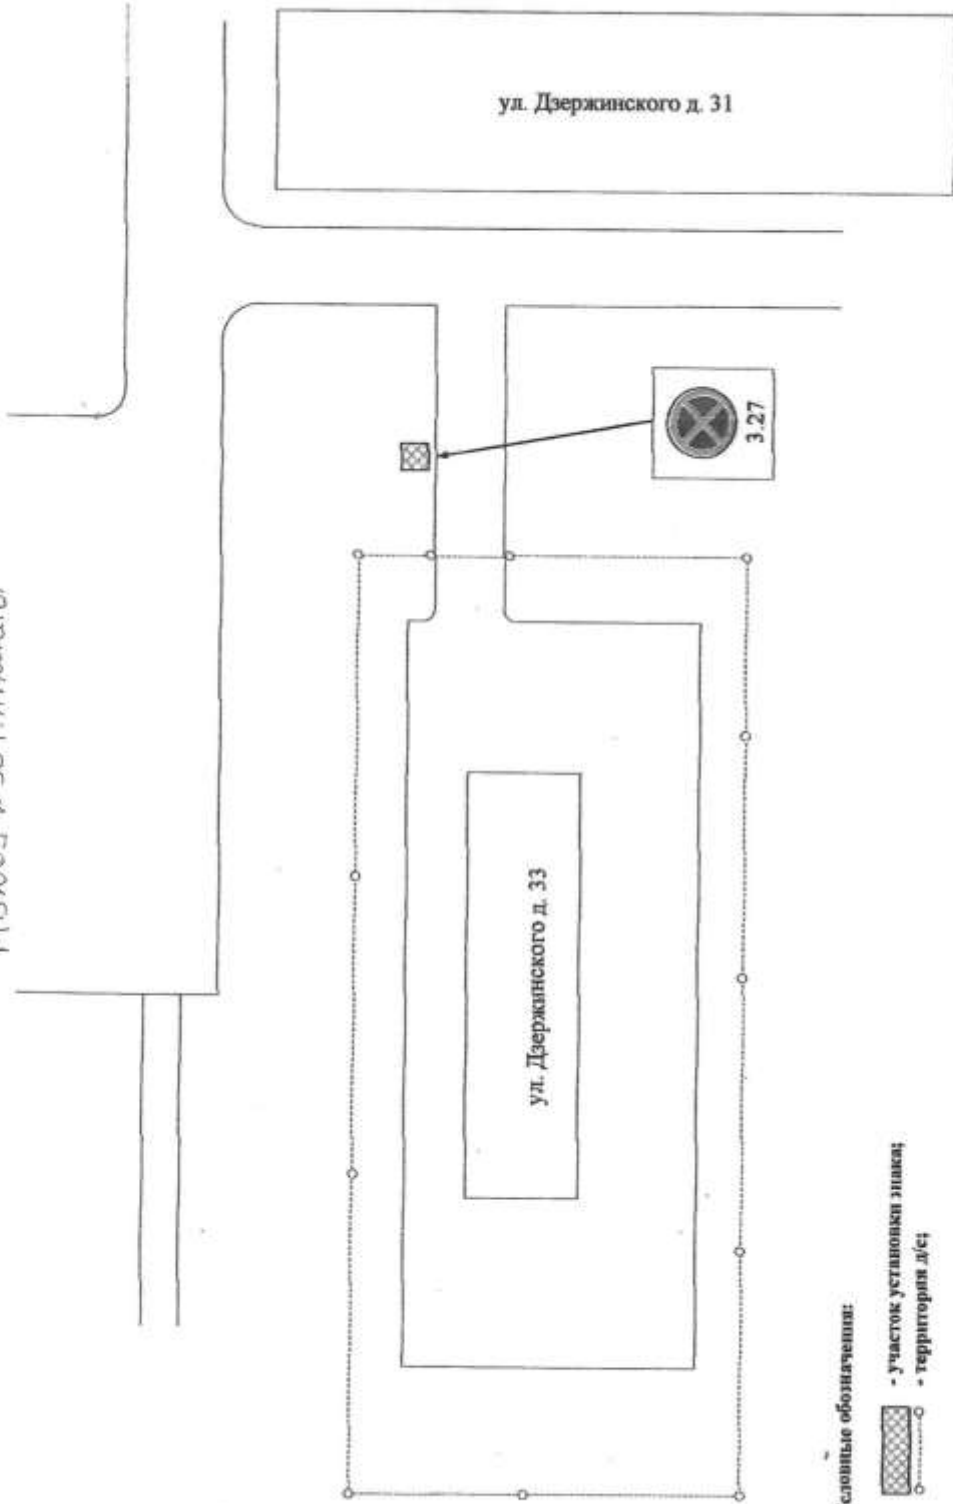 ул. Дзержинского д. 31
3.27
ул. Дзержинского д. 33
словные обозначения:
- участок установки знака;
- территория д/с;